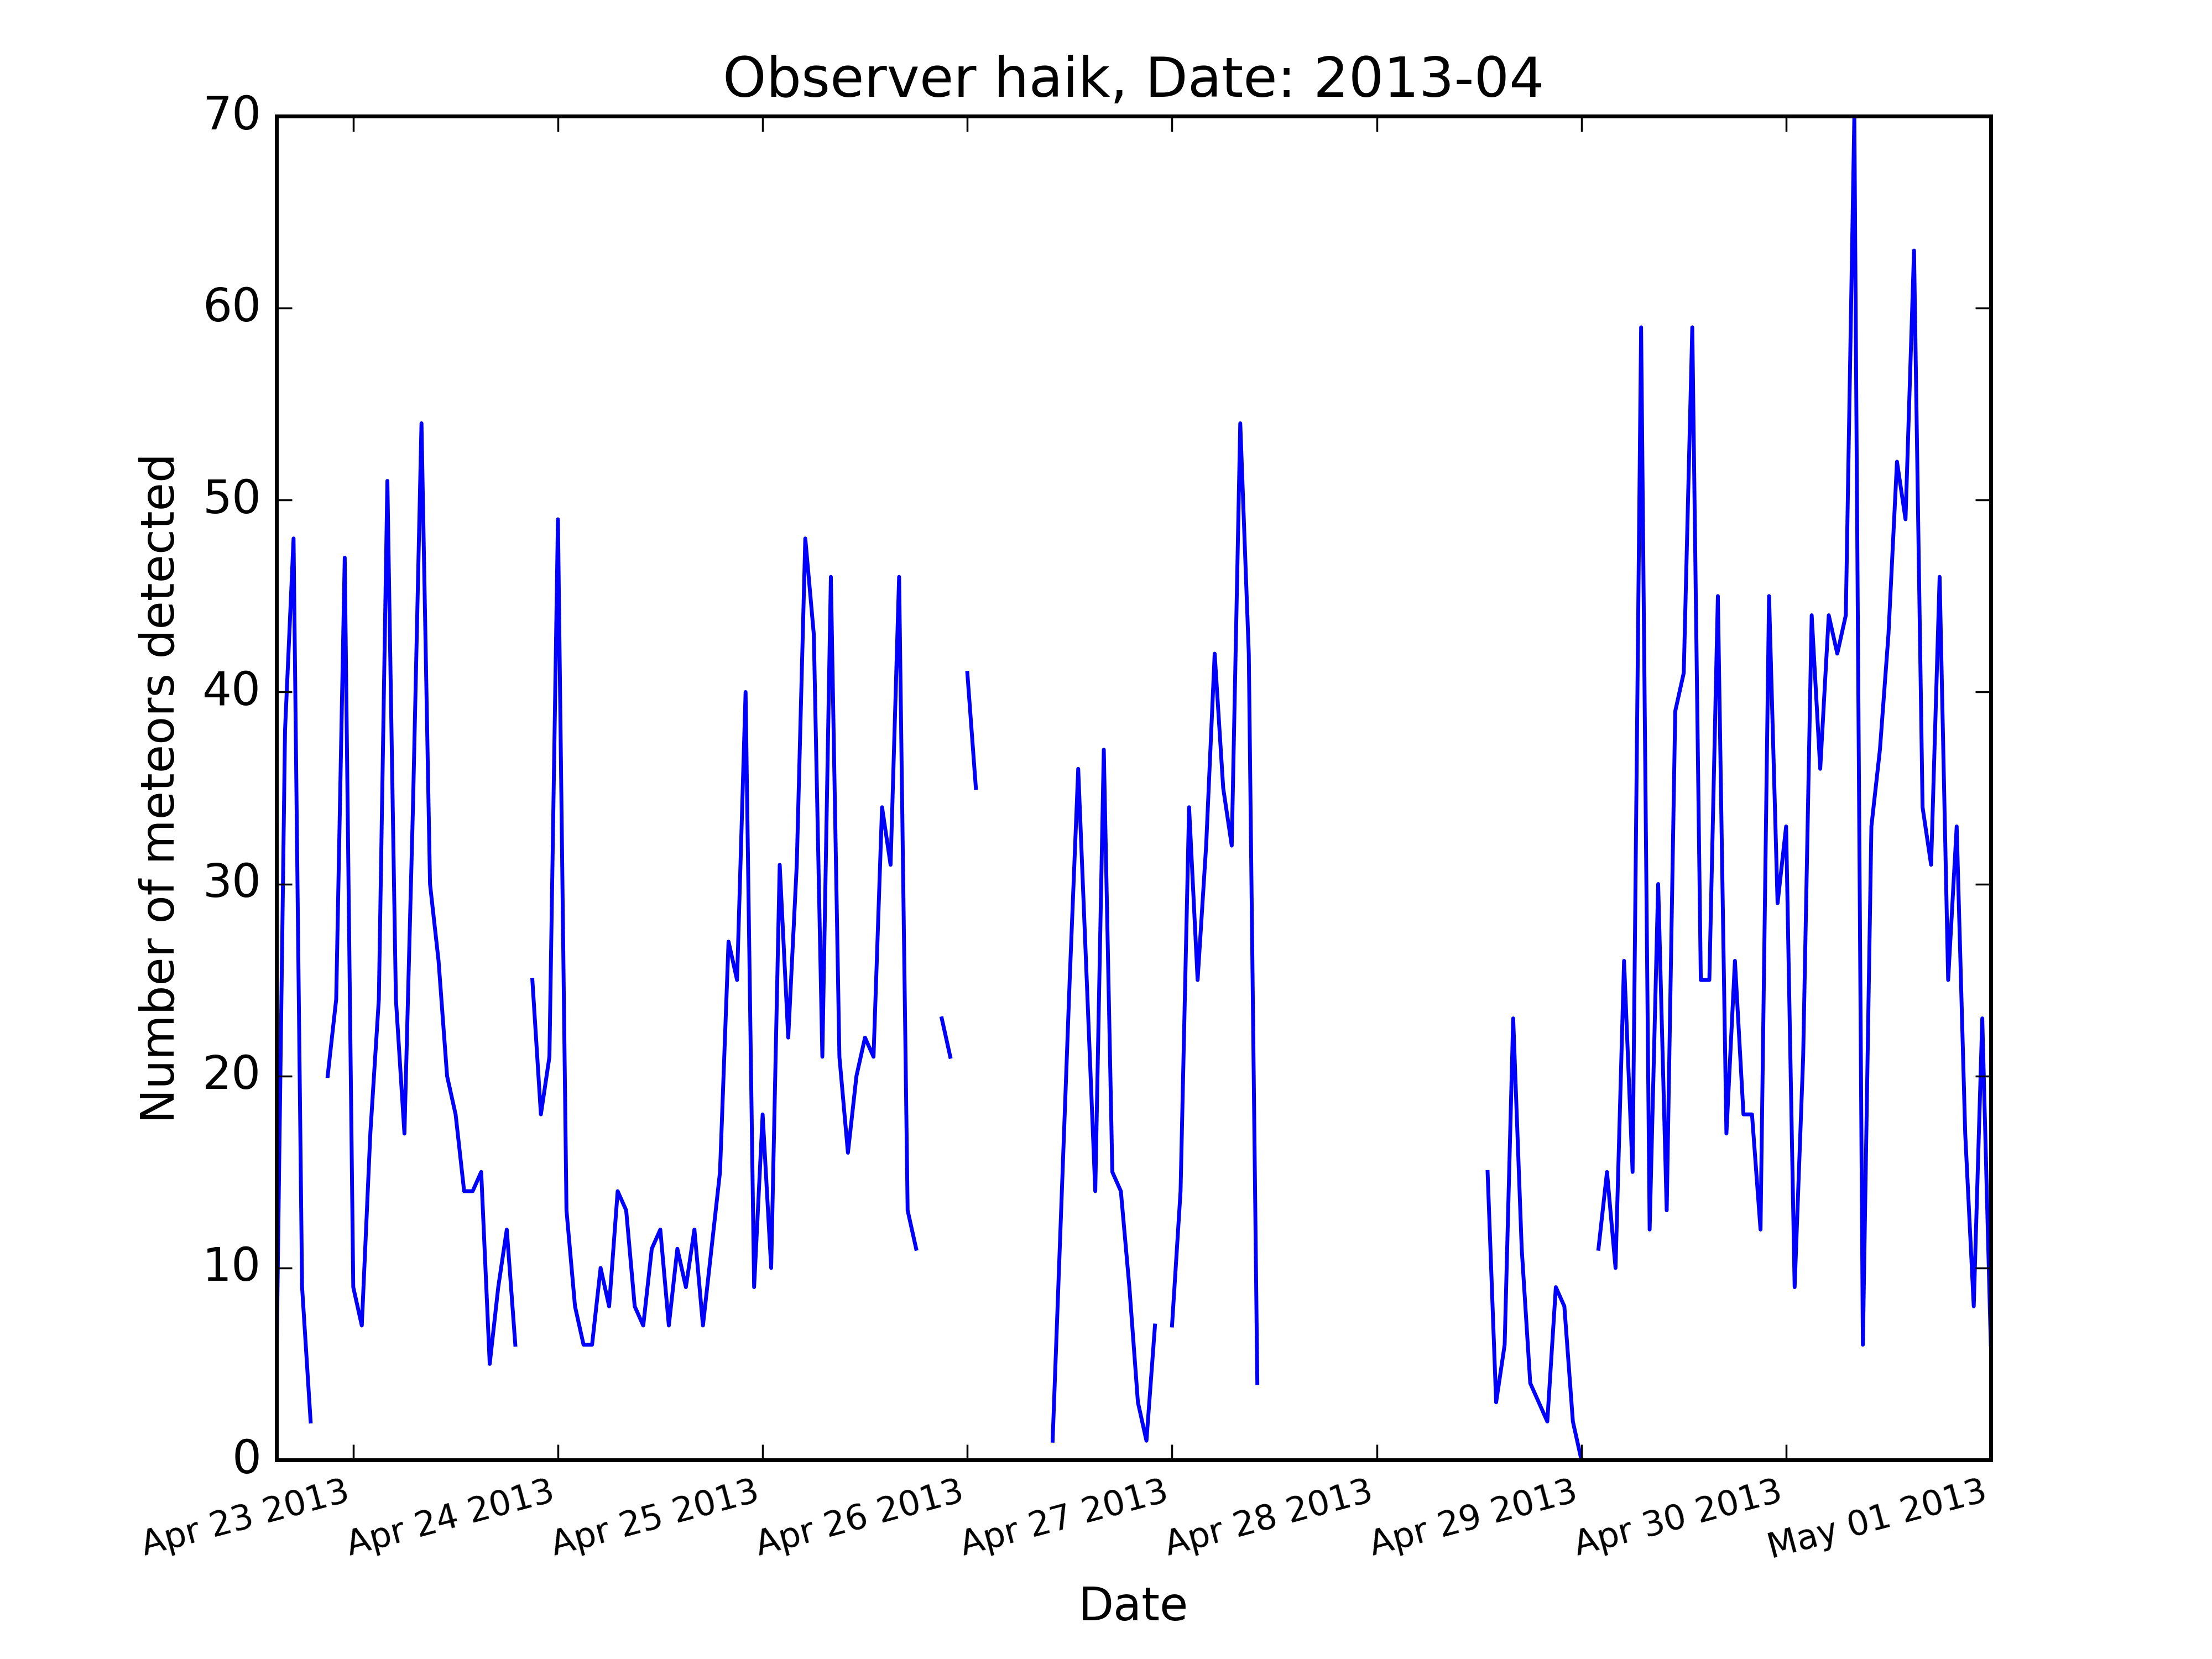 Observer haik, Date: 2013-04
Number of meteors detected
70
60
50
40
30
20
10
0
Apr 23 2013
Apr 24 2013
Apr 25 2013
Apr 26 2013
Apr 27 2013
Apr 28 2013
Apr 29 2013
Apr 30 2013
May 01 2013
Date